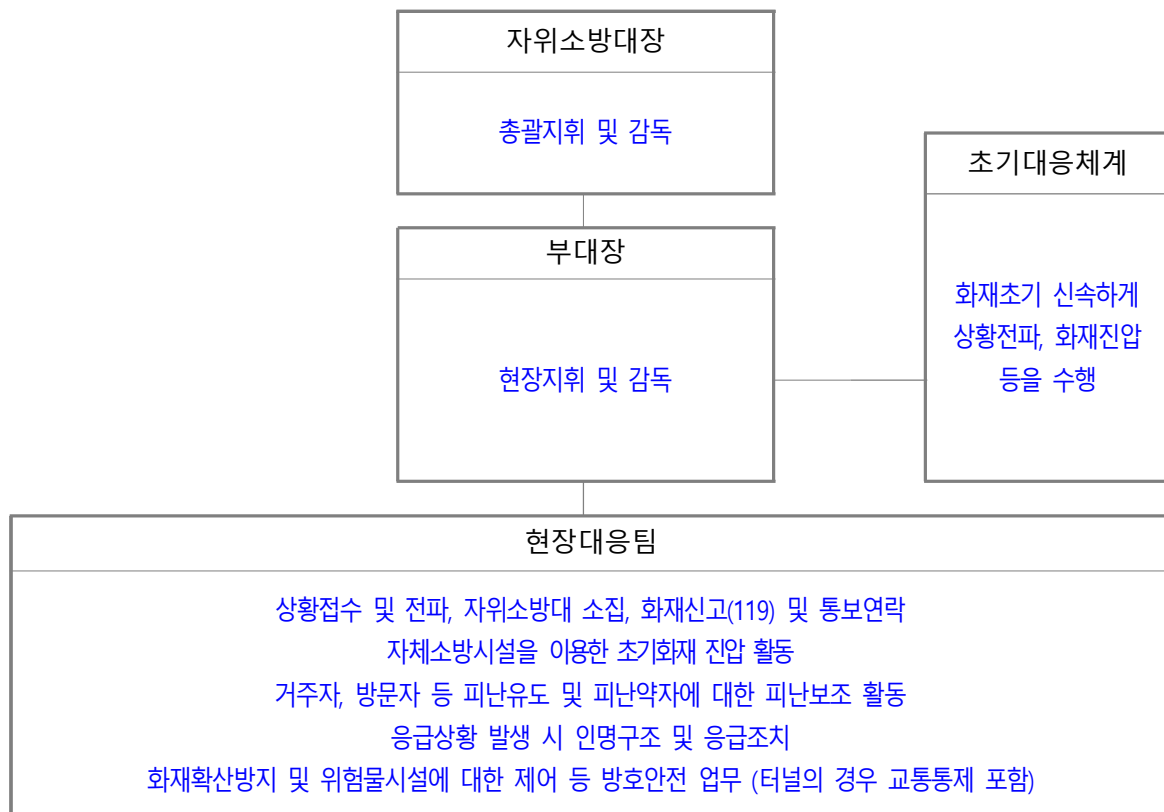 자위소방대장
총괄지휘 및 감독
초기대응체계
화재초기 신속하게
상황전파, 화재진압
등을 수행
부대장
현장지휘 및 감독
현장대응팀
상황접수 및 전파, 자위소방대 소집, 화재신고(119) 및 통보연락
자체소방시설을 이용한 초기화재 진압 활동
거주자, 방문자 등 피난유도 및 피난약자에 대한 피난보조 활동
응급상황 발생 시 인명구조 및 응급조치
화재확산방지 및 위험물시설에 대한 제어 등 방호안전 업무 (터널의 경우 교통통제 포함)